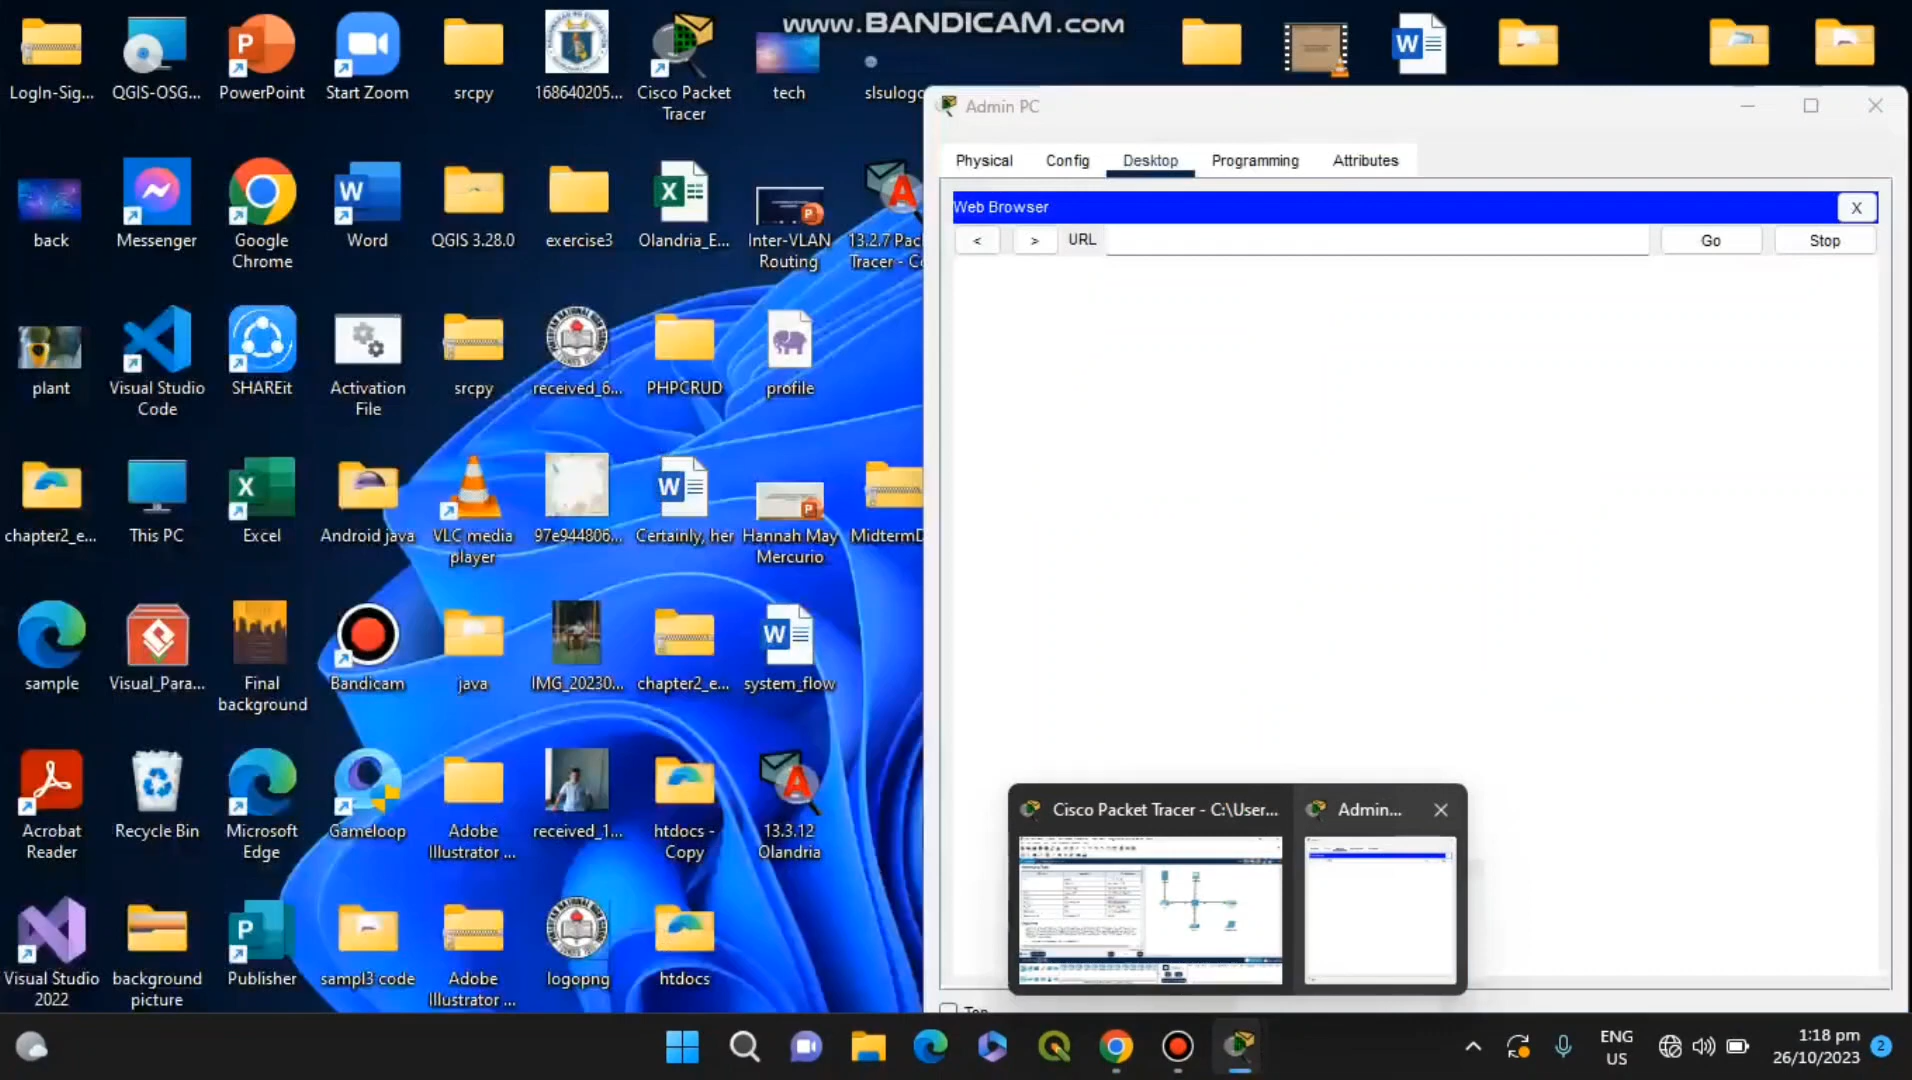 www.BANDICAM.com
LogIn-Sig...
QGIS-OSG...
PowerPoint
Start Zoom
srcpy
168640205...
Cisco Packet
Tracer
tech
slsulogo
back
Messenger
Google
Chrome
Word
QGIS 3.28.0
exercise3
Olandria_E...
Inter-VLAN
Routing
13.2.7 Pac
Tracer - Co
plant
Visual Studio
Code
SHAREit
Activation
File
srcpy
received_6...
PHPCRUD
profile
chapter2_e...
This PC
Excel
Android java
VLC media
player
97e944806...
Certainly, her
Hannah May
Mercurio
MidtermD
sample
Visual_Para...
Final
background
Bandicam
java
IMG_20230...
chapter2_e...
system_flow
Acrobat
Reader
Recycle Bin
Microsoft
Edge
Gameloop
Adobe
Illustrator ...
received_1...
htdocs -
Copy
13.3.12
Olandria
Visual Studio
2022
background
picture
Publisher
sampl3 code
Adobe
Illustrator ...
logopng
htdocs
Admin PC
Physical
Config
Desktop
Programming
Attributes
Web Browser
X
<
>
URL
Go
Stop
Cisco Packet Tracer - C:\User...
Admin...
Top
ENG
US
1:18 pm
26/10/2023
2